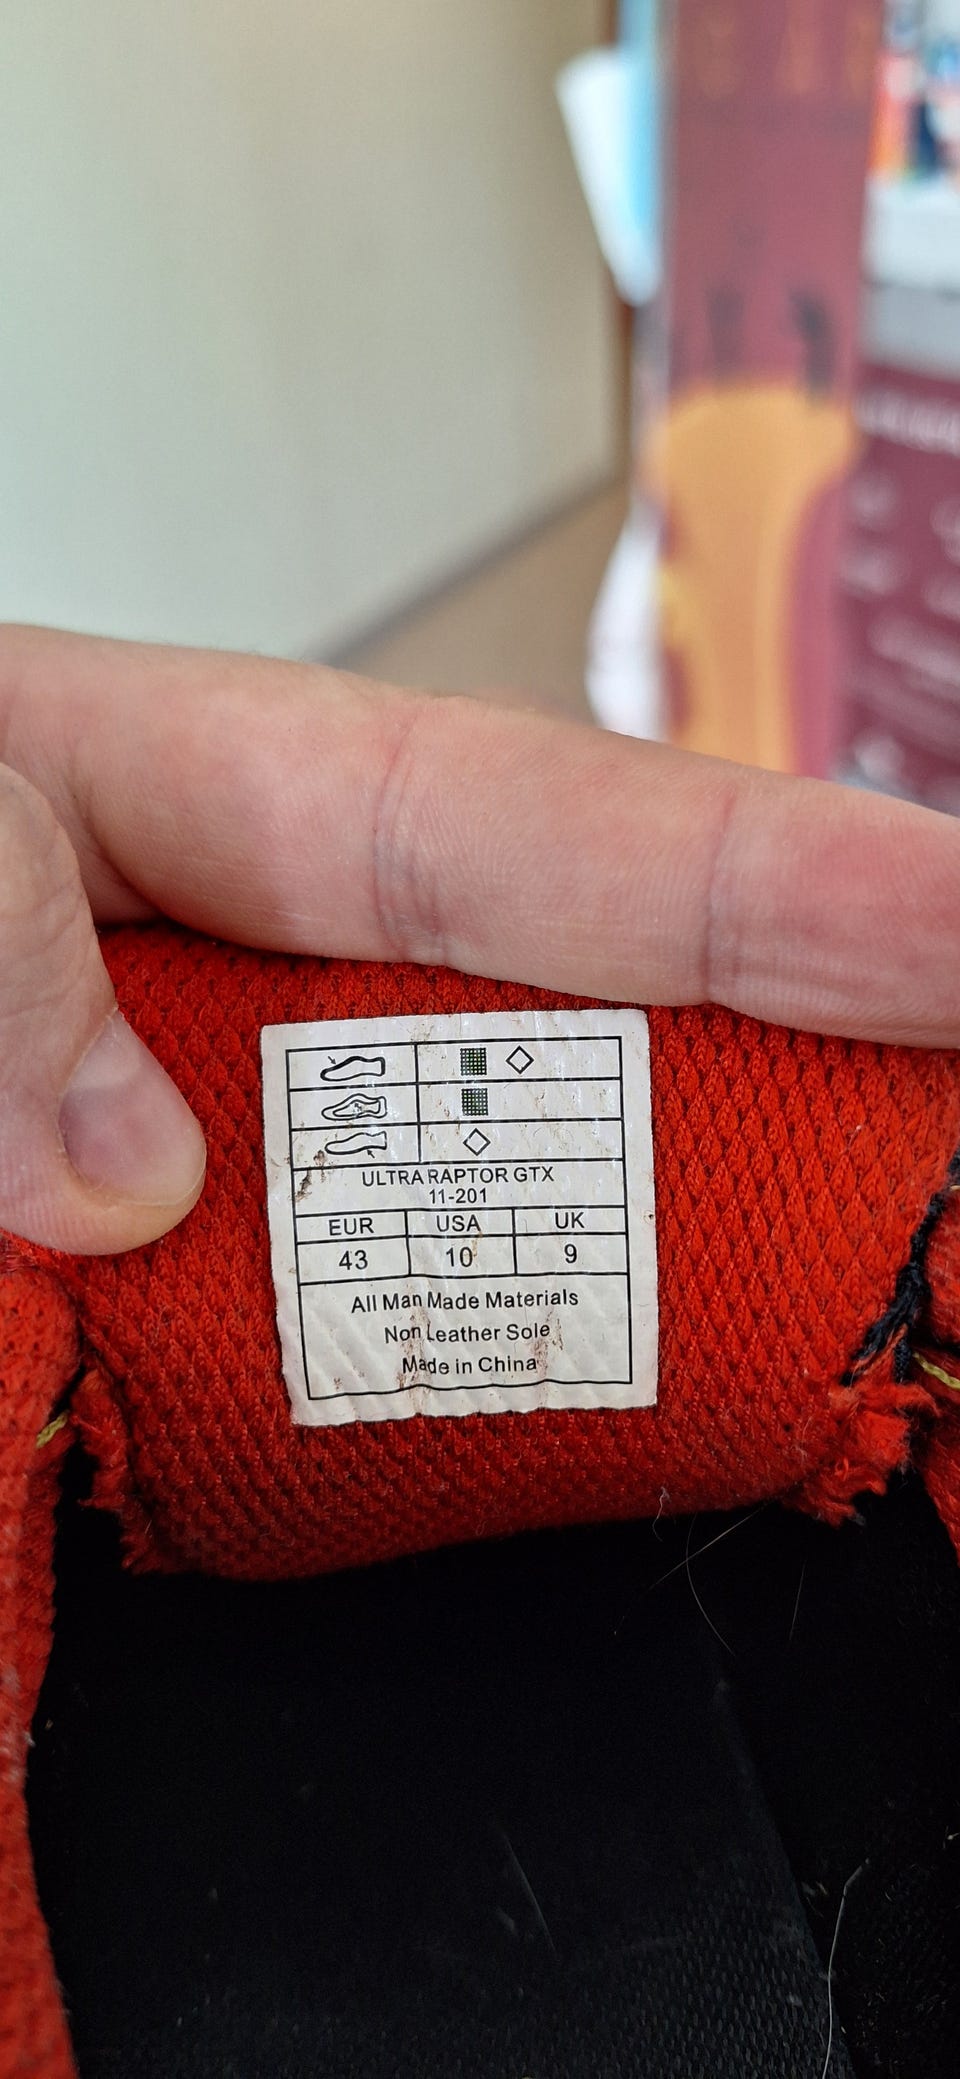 ULTRA RAPTOR GTX
11-201
EUR USA UK
43 10 9
All Man Made Materials
Non Leather Sole
Made in China